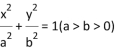 x²/a² + y²/b² = 1(a > b > 0)